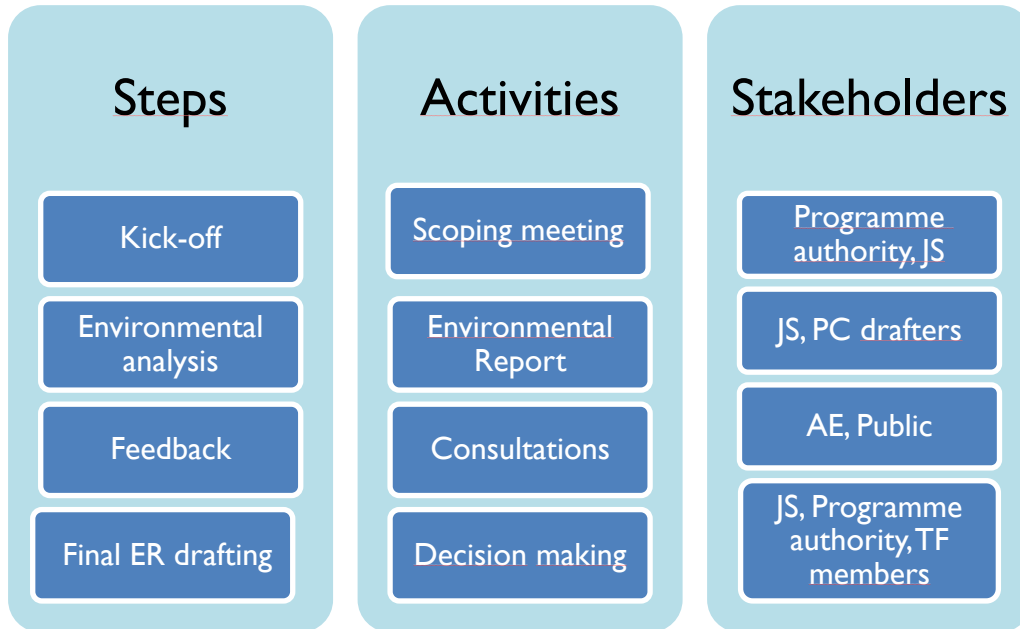 Steps
Kick-off
Environmental
analysis
Feedback
Final ER drafting
Activities
Scoping meeting
Environmental
Report
Consultations
Decision making
Stakeholders
Programme
authority, JS
JS, PC drafters
AE, Public
JS, Programme
authority, TF
members